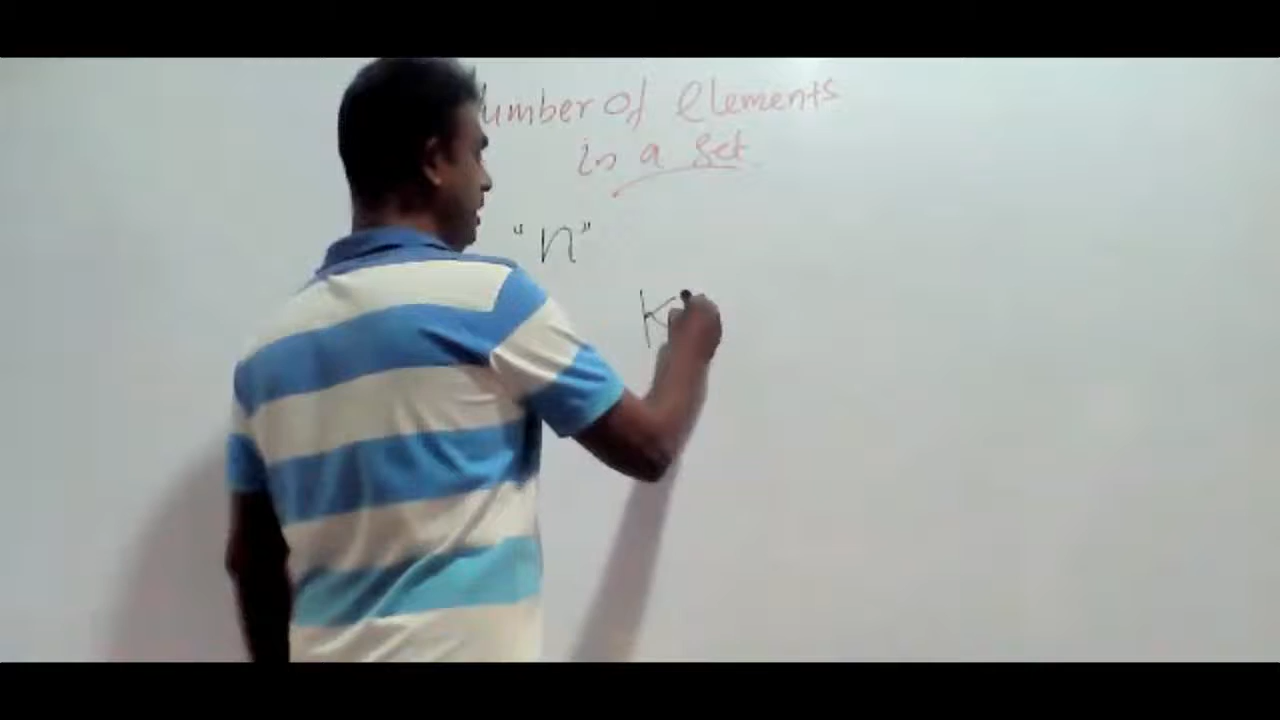 umber of elements
in a set
"n"
K